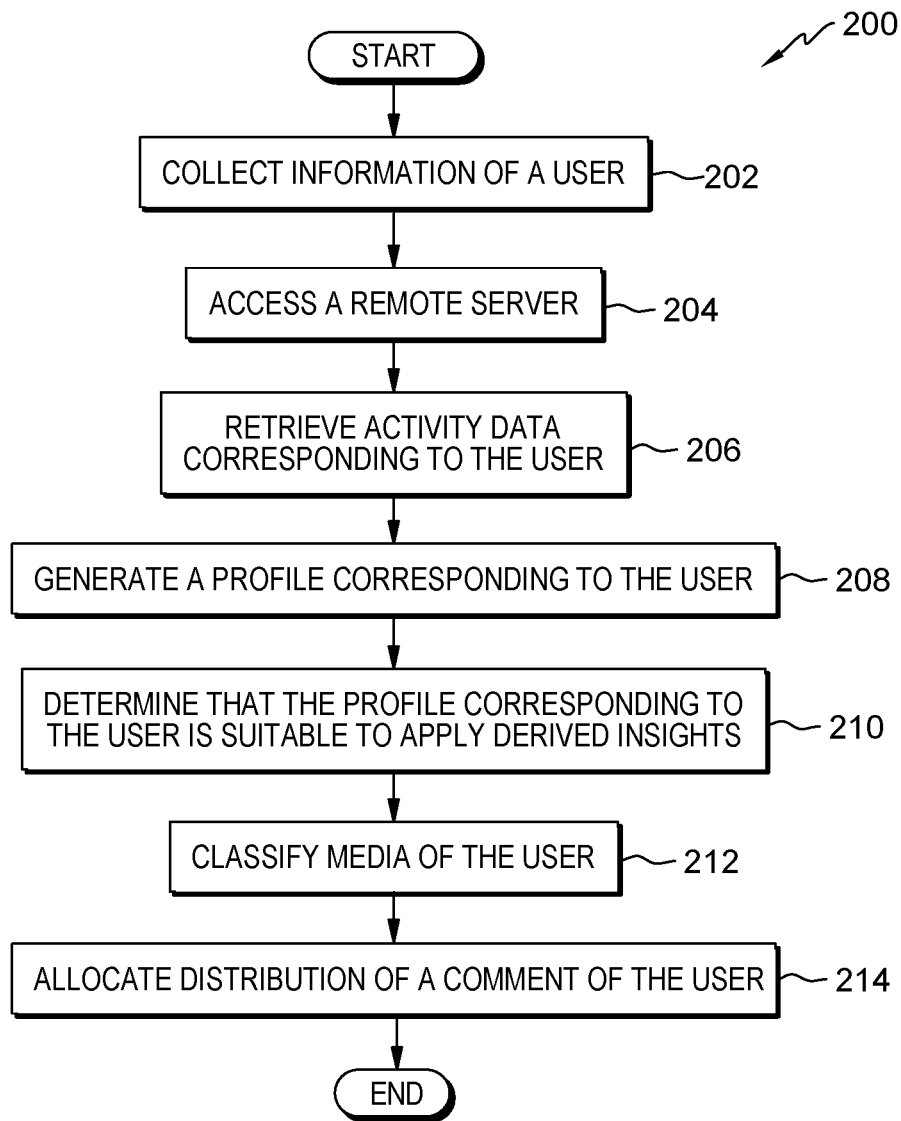 200
START
COLLECT INFORMATION OF A USER
202
ACCESS A REMOTE SERVER
204
RETRIEVE ACTIVITY DATA
CORRESPONDING TO THE USER
206
GENERATE A PROFILE CORRESPONDING TO THE USER
208
DETERMINE THAT THE PROFILE CORRESPONDING TO
THE USER IS SUITABLE TO APPLY DERIVED INSIGHTS
210
CLASSIFY MEDIA OF THE USER
212
ALLOCATE DISTRIBUTION OF A COMMENT OF THE USER
214
END